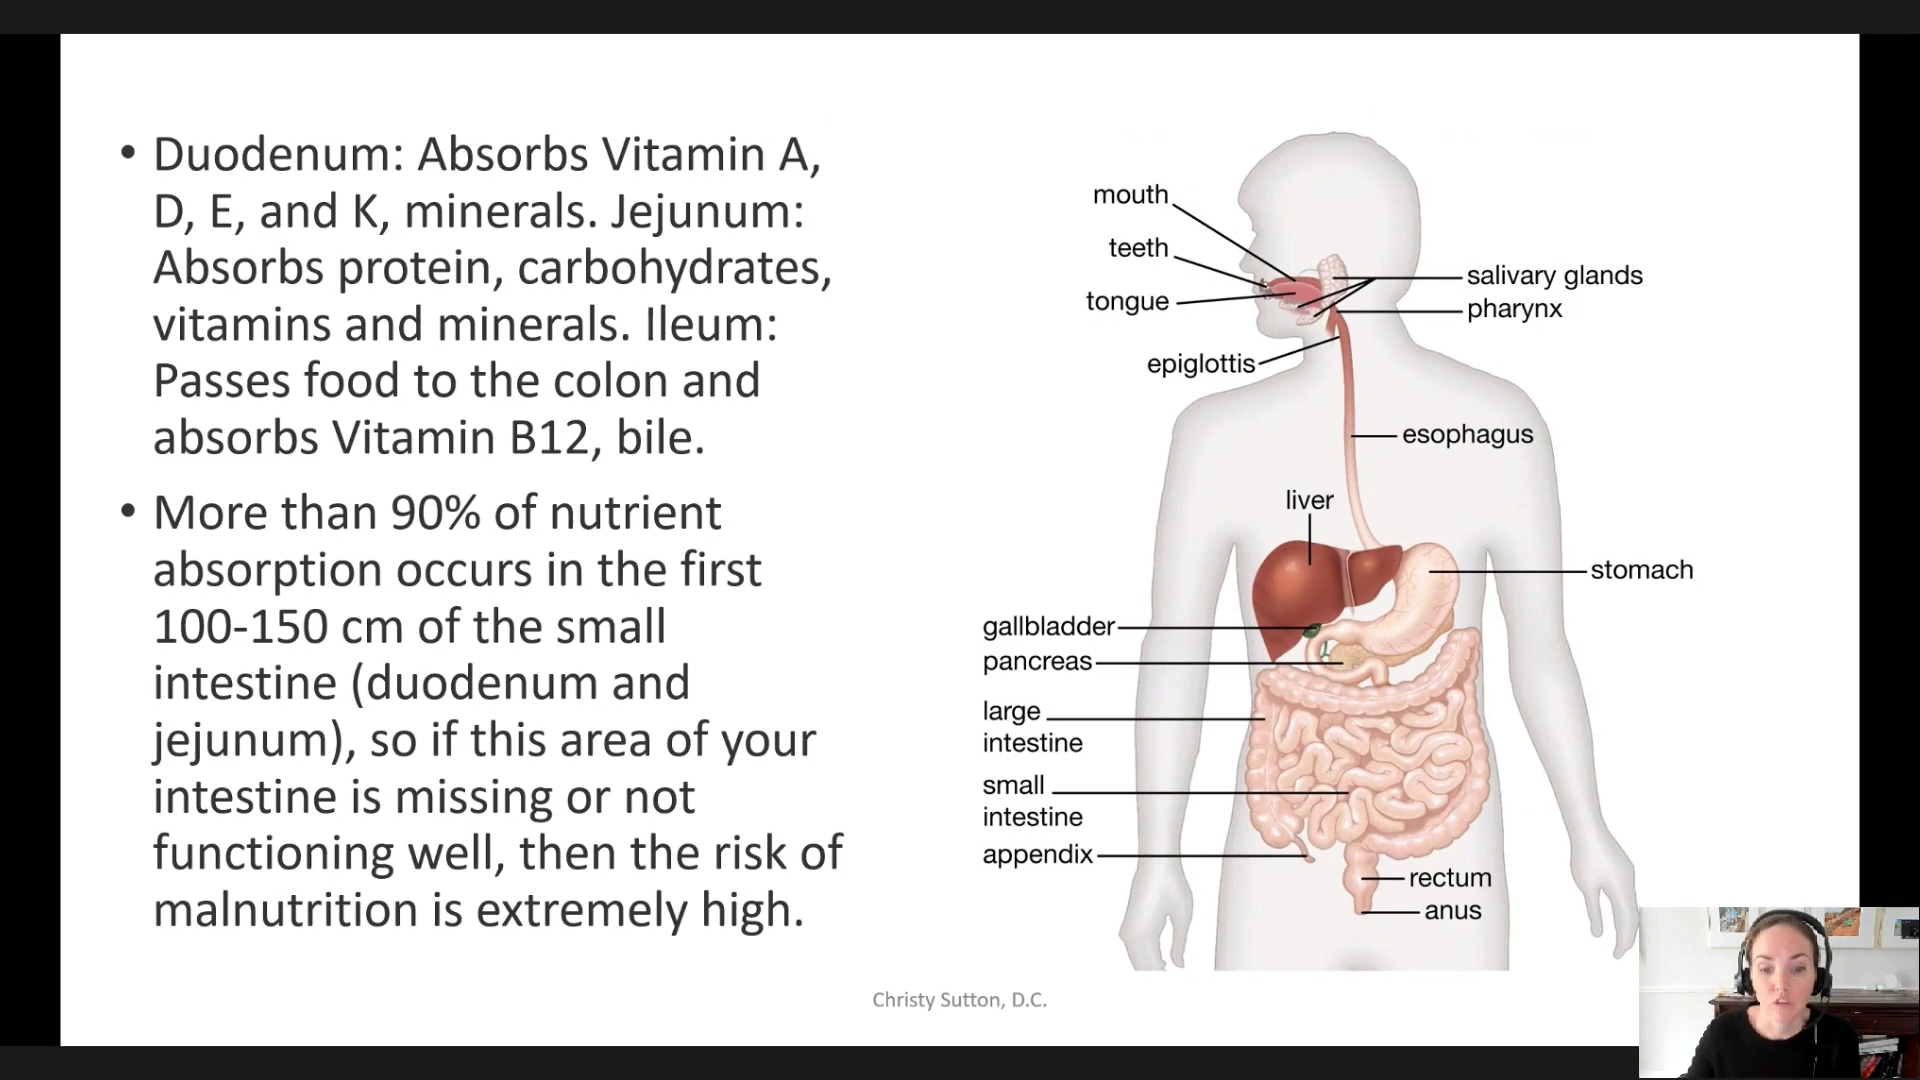 • Duodenum: Absorbs Vitamin A,
D, E, and K, minerals. Jejunum:
Absorbs protein, carbohydrates,
vitamins and minerals. Ileum:
Passes food to the colon and
absorbs Vitamin B12, bile.
• More than 90% of nutrient
absorption occurs in the first
100-150 cm of the small
intestine (duodenum and
jejunum), so if this area of your
intestine is missing or not
functioning well, then the risk of
malnutrition is extremely high.
mouth
teeth
tongue
epiglottis
salivary glands
pharynx
esophagus
liver
stomach
gallbladder
pancreas
large
intestine
small
intestine
appendix
rectum
anus
Christy Sutton, D.C.